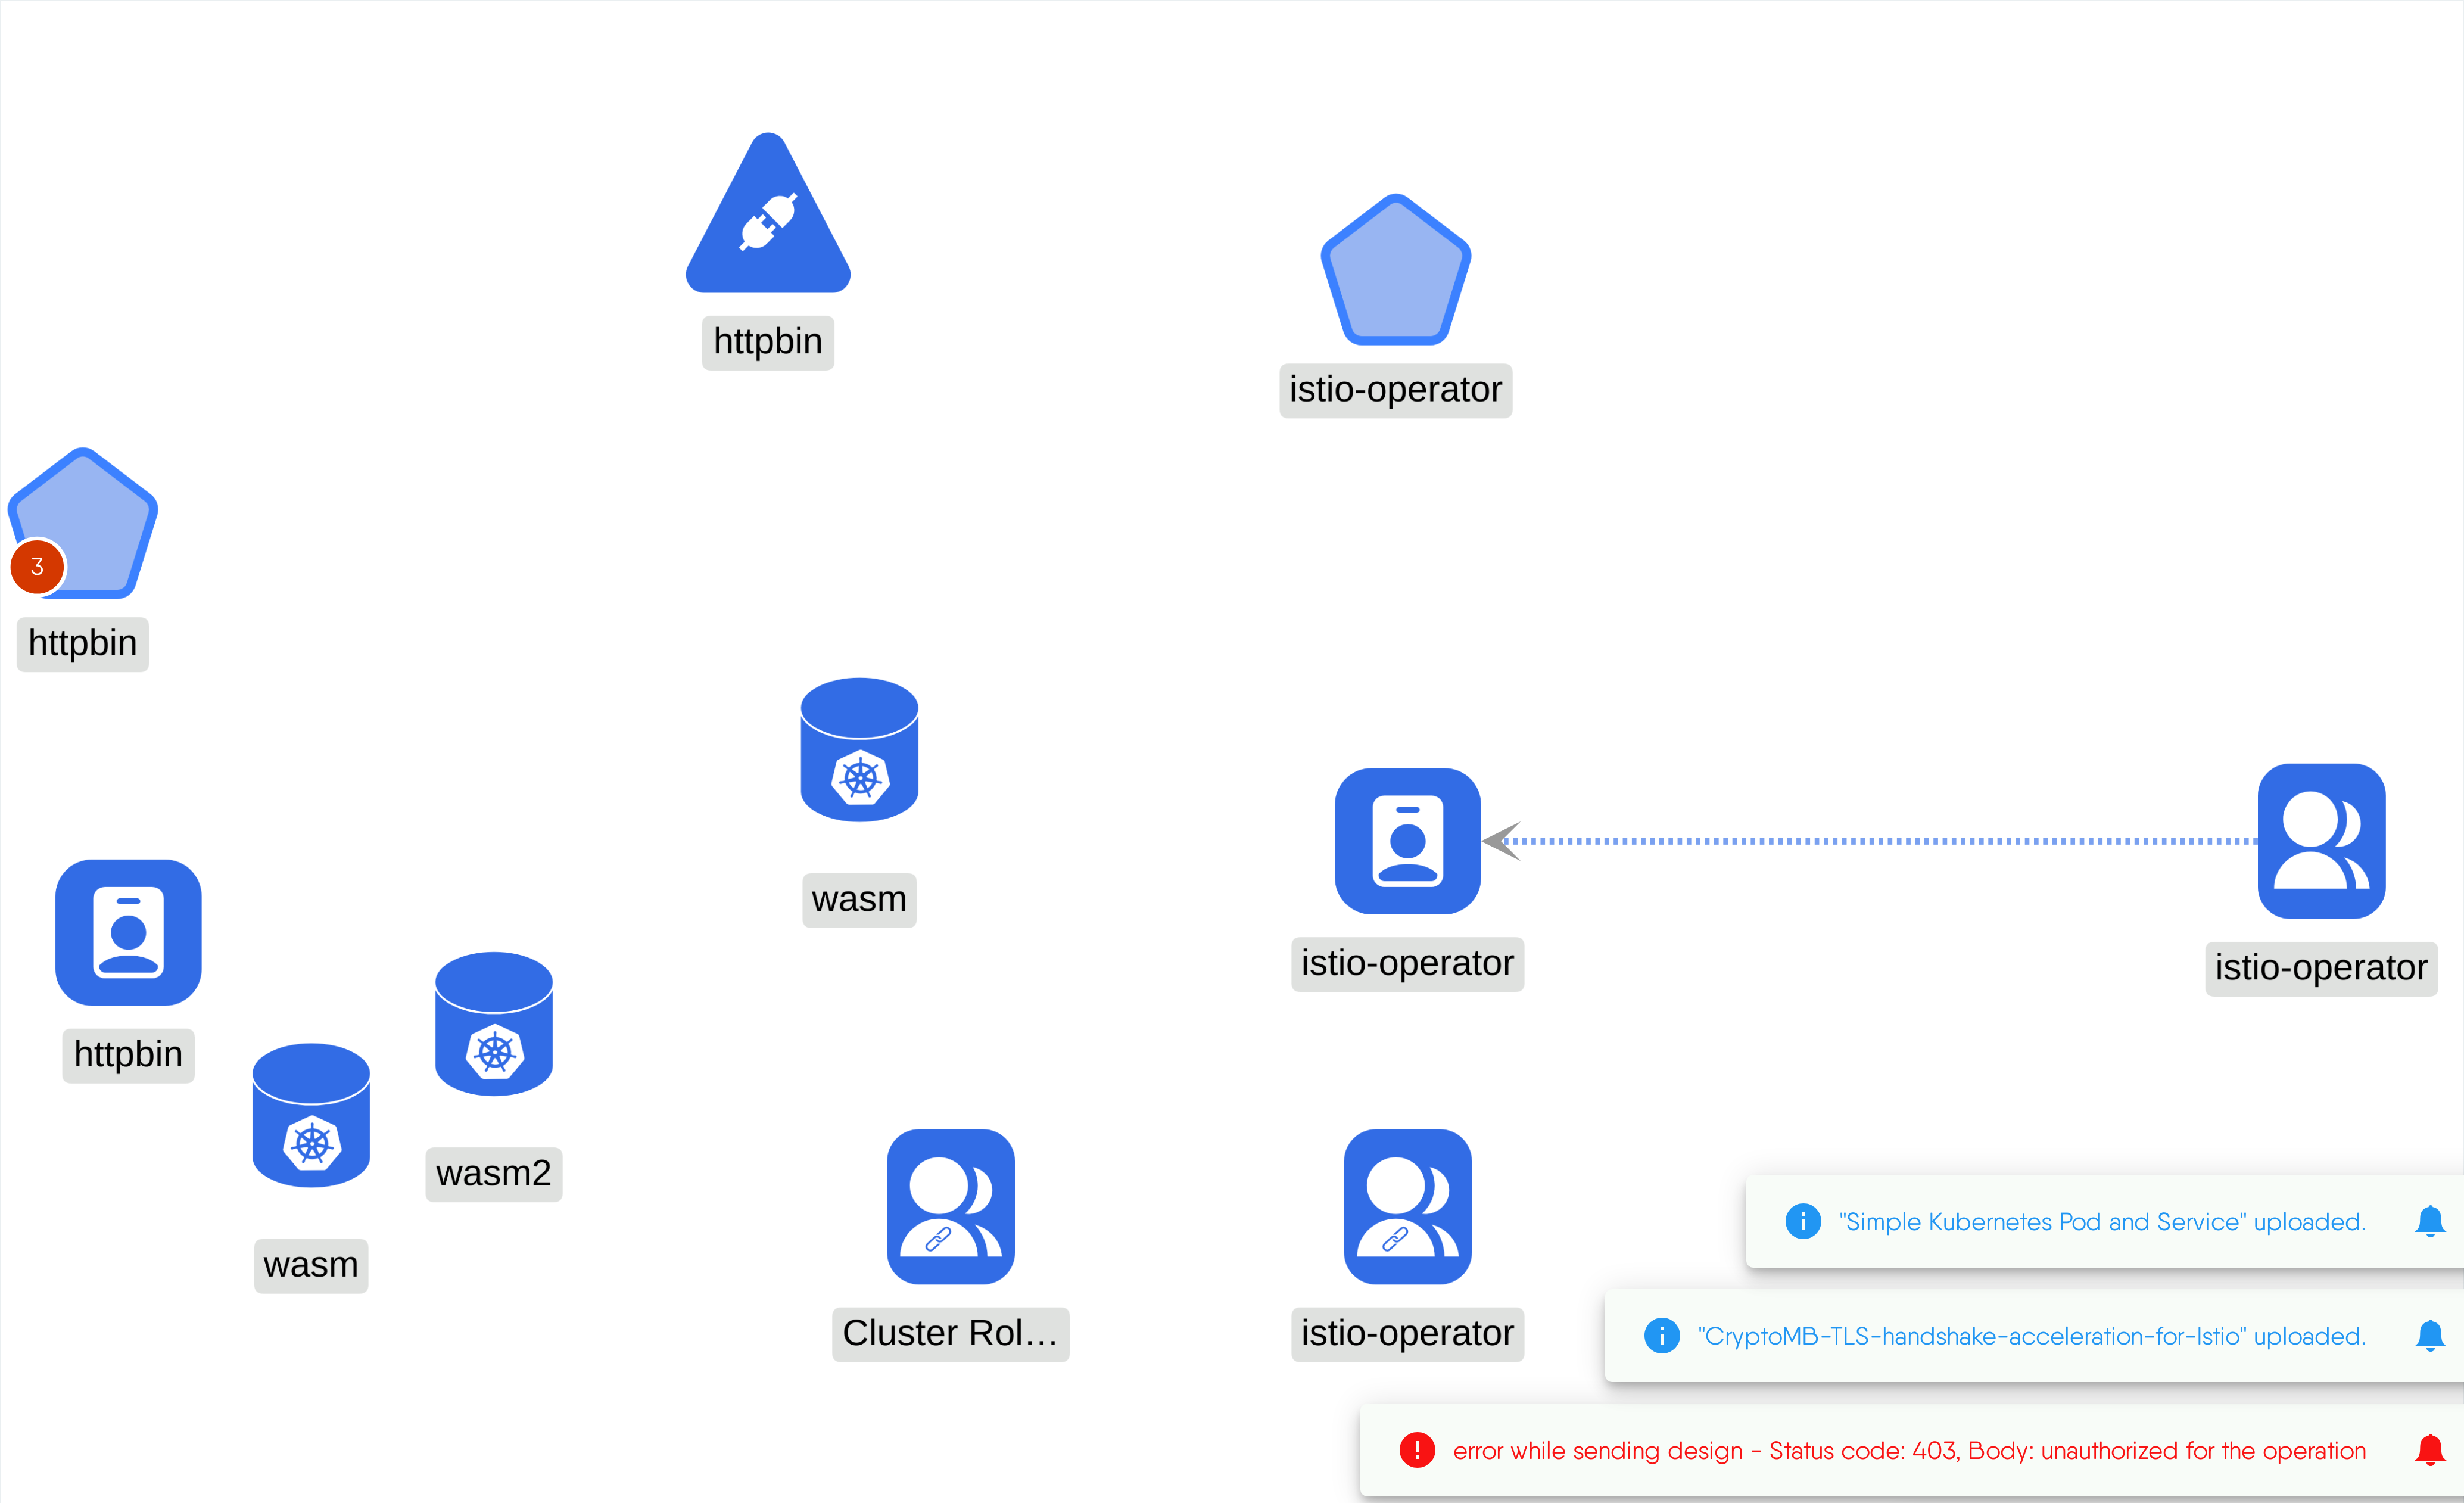 httpbin
istio-operator
3
httpbin
wasm
istio-operator
istio-operator
httpbin
wasm2
wasm
Cluster Rol...
istio-operator
"Simple Kubernetes Pod and Service" uploaded.
"CryptoMB-TLS-handshake-acceleration-for-Istio" uploaded.
error while sending design - Status code: 403, Body: unauthorized for the operation